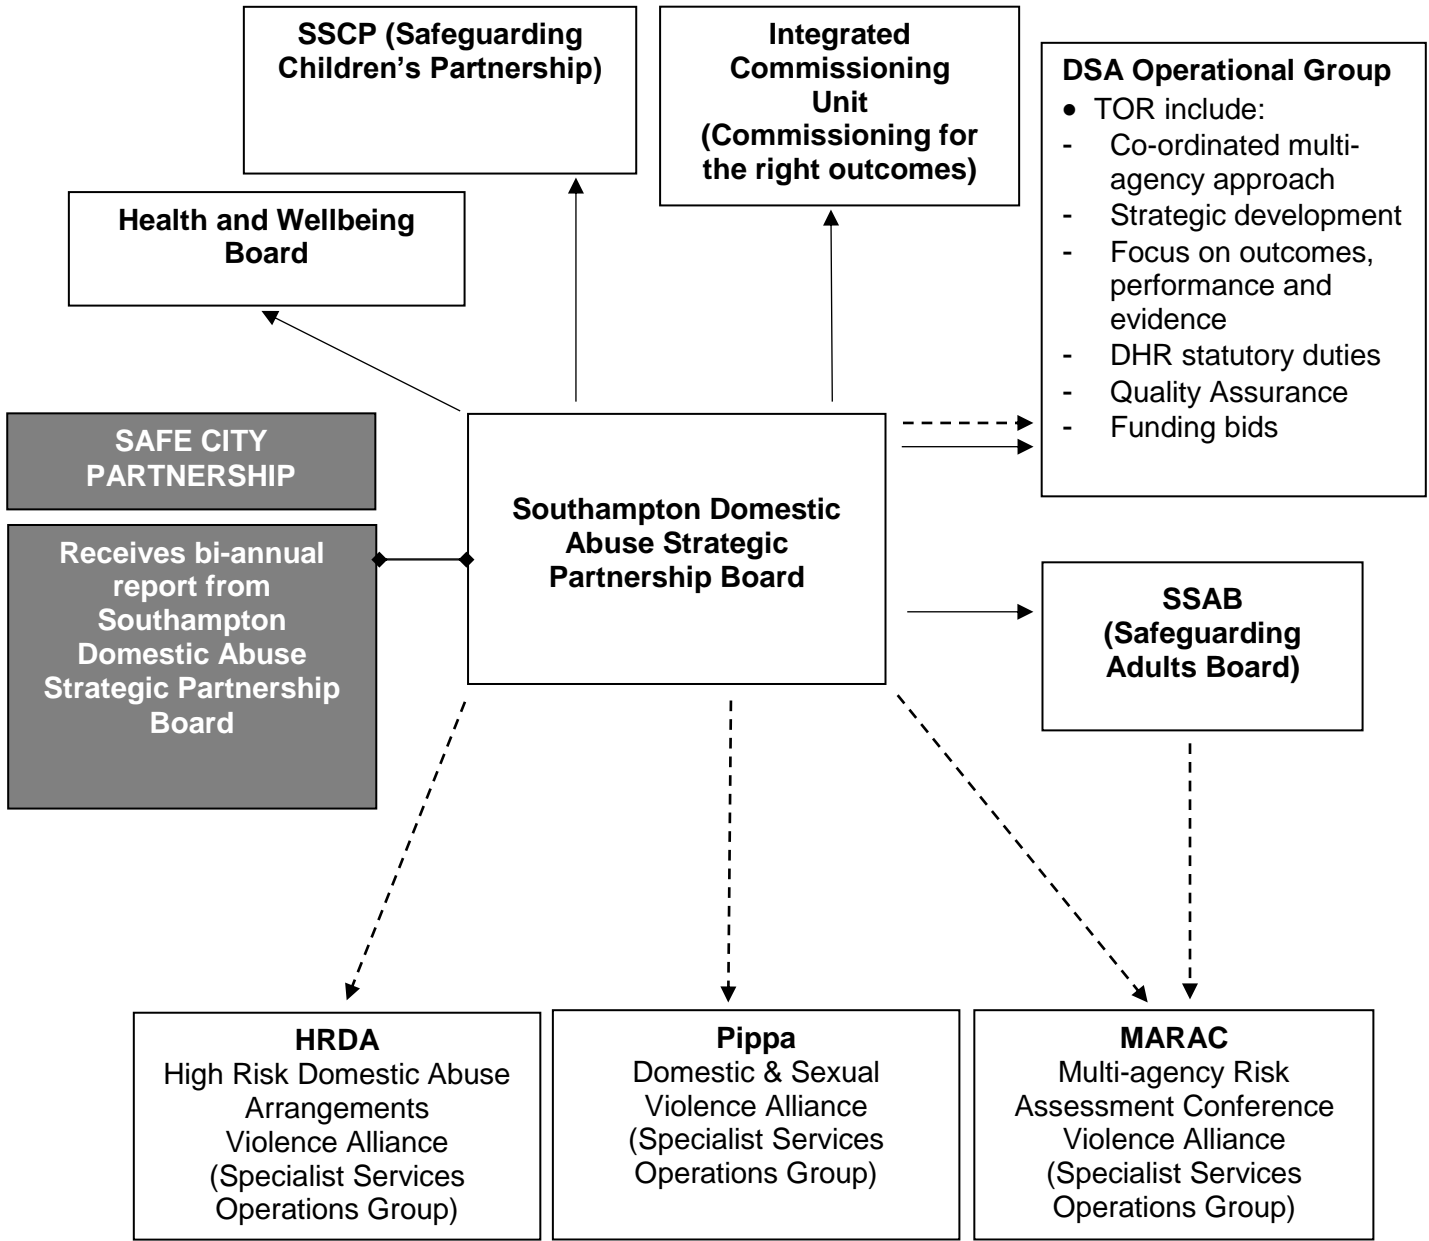 SSCP (Safeguarding
Children’s Partnership)
Integrated
Commissioning
Unit
(Commissioning for
the right outcomes)
DSA Operational Group
• TOR include:
- Co-ordinated multi-
agency approach
- Strategic development
- Focus on outcomes,
performance and
evidence
- DHR statutory duties
- Quality Assurance
- Funding bids
Health and Wellbeing
Board
SAFE CITY
PARTNERSHIP
Receives bi-annual
report from
Southampton
Domestic Abuse
Strategic Partnership
Board
Southampton Domestic
Abuse Strategic
Partnership Board
SSAB
(Safeguarding
Adults Board)
HRDA
High Risk Domestic Abuse
Arrangements
Violence Alliance
(Specialist Services
Operations Group)
Pippa
Domestic & Sexual
Violence Alliance
(Specialist Services
Operations Group)
MARAC
Multi-agency Risk
Assessment Conference
Violence Alliance
(Specialist Services
Operations Group)